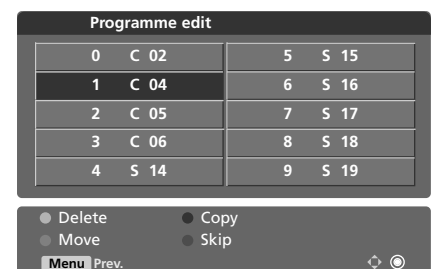 Programme edit
0 C 02 5 S 15
1 C 04 6 S 16
2 C 05 7 S 17
3 C 06 8 S 18
4 S 14 9 S 19
Delete Copy
Move Skip
Menu Prev.